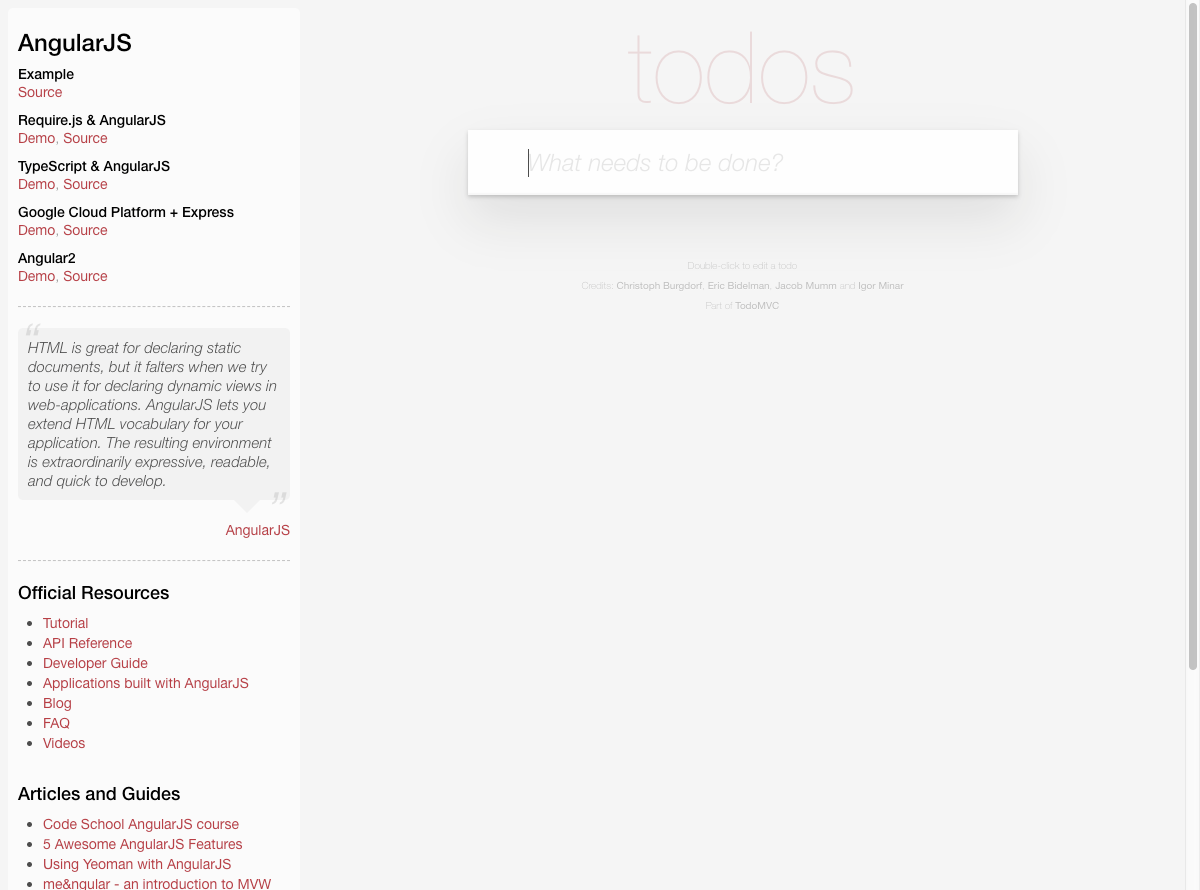 AngularJS
Example
Source
Require.js & AngularJS
Demo, Source
TypeScript & AngularJS
Demo, Source
Google Cloud Platform + Express
Demo, Source
Angular2
Demo, Source
“
HTML is great for declaring static
documents, but it falters when we try
to use it for declaring dynamic views in
web-applications. AngularJS lets you
extend HTML vocabulary for your
application. The resulting environment
is extraordinarily expressive, readable,
and quick to develop.
”
AngularJS
Official Resources
• Tutorial
• API Reference
• Developer Guide
• Applications built with AngularJS
• Blog
• FAQ
• Videos
Articles and Guides
• Code School AngularJS course
• 5 Awesome AngularJS Features
• Using Yeoman with AngularJS
• me&ngular - an introduction to MVW
todos
What needs to be done?
Double-click to edit a todo
Credits: Christoph Burgdorf, Eric Bidelman, Jacob Mumm and Igor Minar
Part of TodoMVC